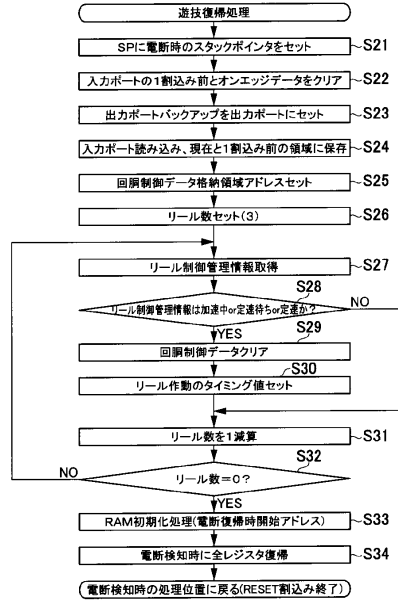 遊技復帰処理
SPに電断時のスタックポインタをセット
S21
入力ポートの1割込み前とオンエッジデータをクリア
S22
出力ポートバックアップを出力ポートにセット
S23
入力ポート読み込み、現在と1割込み前の領域に保存
S24
回胴制御データ格納領域アドレスセット
S25
リール数セット(3)
S26
リール制御管理情報取得
S27
S28
リール制御管理情報は加速中or定速待ちor定速か?
NO
YES
S29
回胴制御データクリア
S30
リール作動のタイミング値セット
リール数を1減算
S31
S32
NO
リール数=0?
YES
RAM初期化処理(電断復帰時開始アドレス)
S33
電断検知時に全レジスタ復帰
S34
電断検知時の処理位置に戻る(RESET割込み終了)